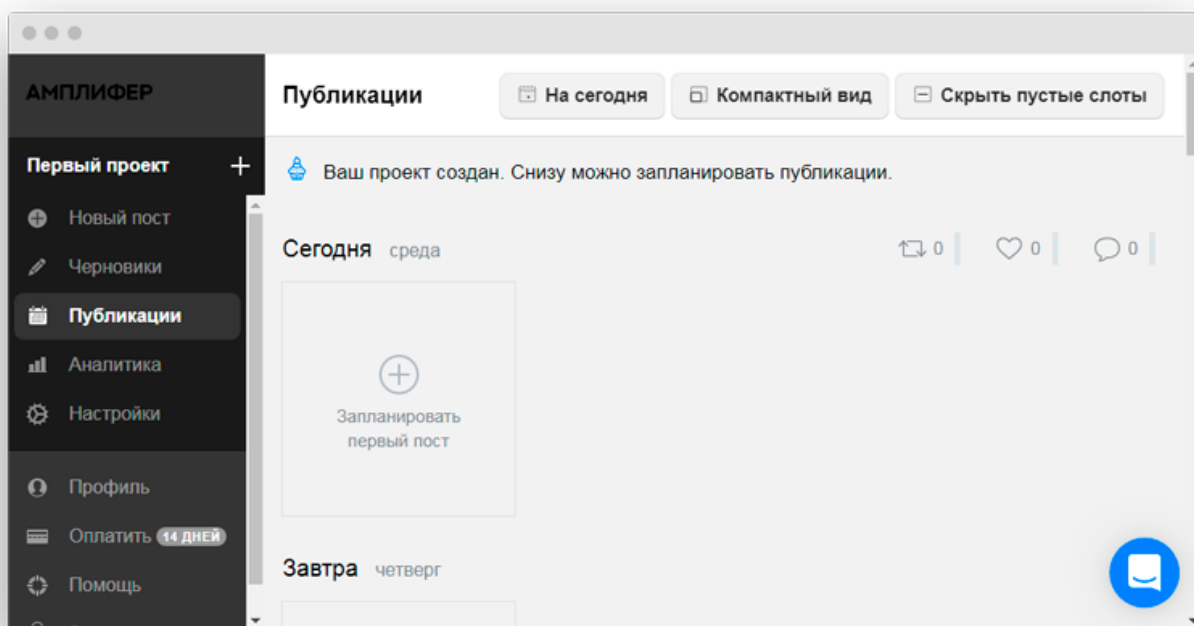 АМПЛИФЕР
Публикации
На сегодня
Компактный вид
Скрыть пустые слоты
Первый проект
Новый пост
Черновики
Публикации
Аналитика
Настройки
Профиль
Оплатить 14 ДНЕЙ
Помощь
Ваш проект создан. Снизу можно запланировать публикации.
Сегодня среда
0 0 0
Запланировать
первый пост
Завтра четверг